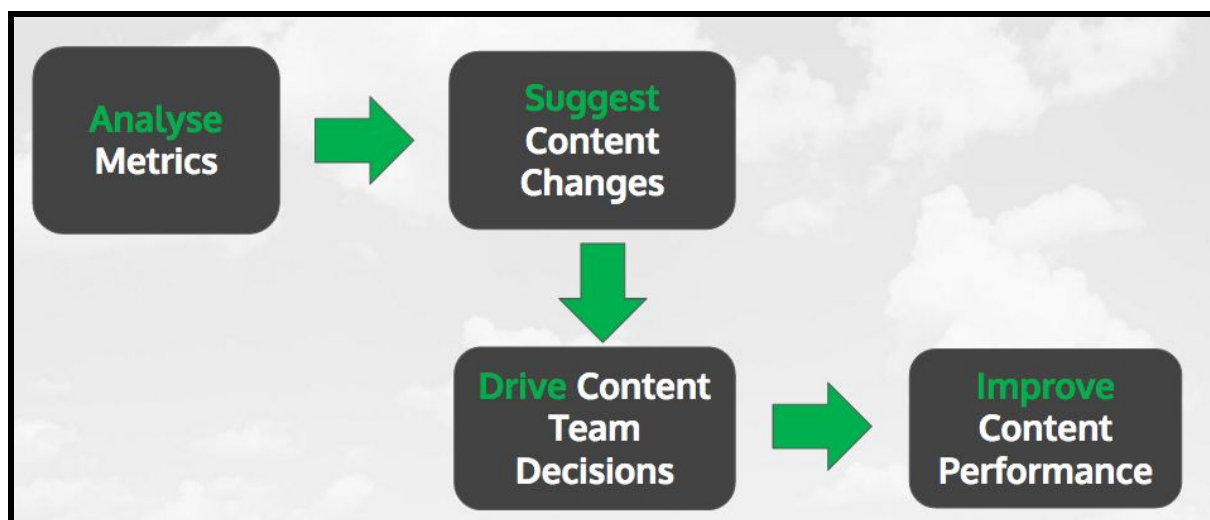 Analyse
Metrics
Suggest
Content
Changes
Drive Content
Team
Decisions
Improve
Content
Performance